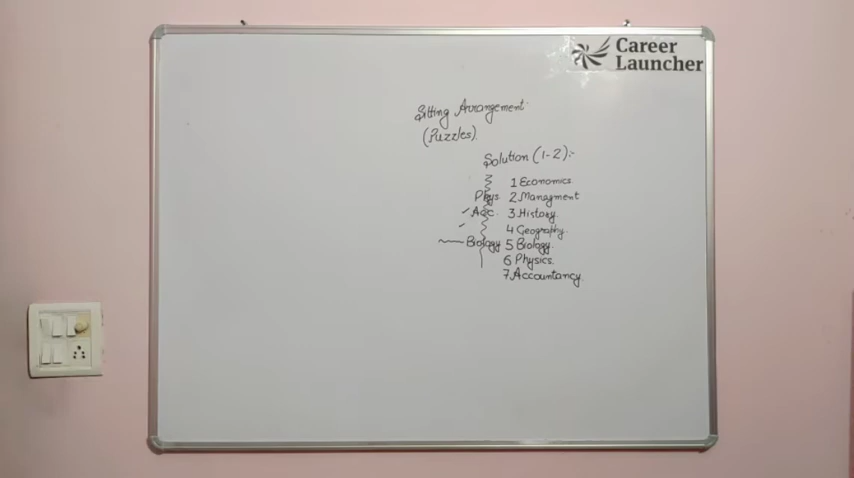 Career
Launcher
Sitting Arrangement
(Puzzles).
Solution (1-2):-
1 Economics
Phys. 2 Managment
Acc. 3 History.
4 Geography.
Biology 5 Biology.
6 Physics.
7 Accountancy.